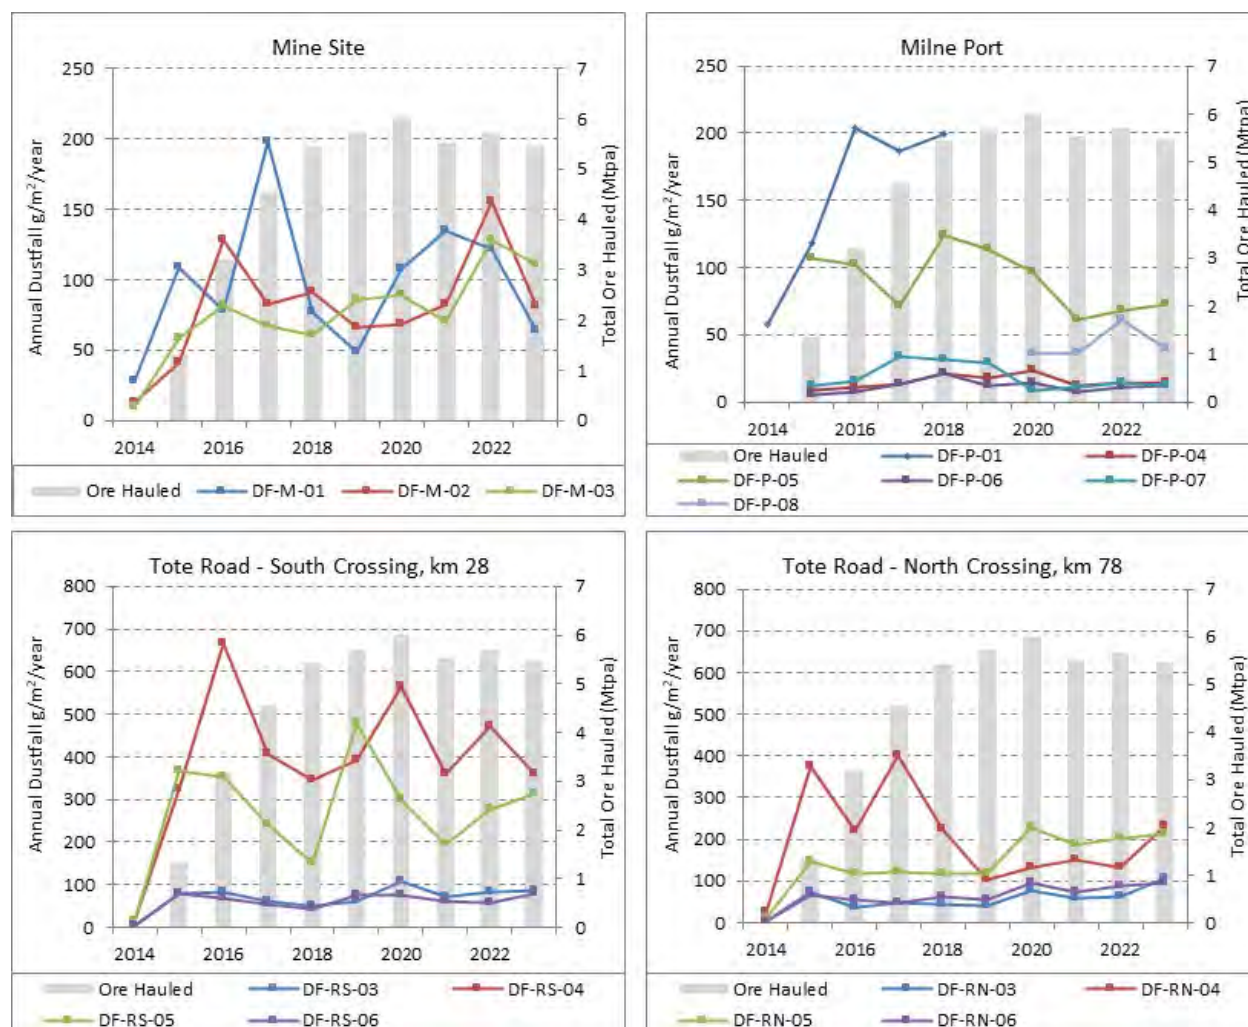 Mine Site
Annual Dustfall g/m²/year
250
200
150
100
50
0
7
6
5
4
3
2
1
0
Total Ore Hauled (Mtpa)
2014 2016 2018 2020 2022
Ore Hauled DF-M-01 DF-M-02 DF-M-03
Milne Port
Annual Dustfall g/m²/year
250
200
150
100
50
0
7
6
5
4
3
2
1
0
Total Ore Hauled (Mtpa)
2014 2016 2018 2020 2022
Ore Hauled DF-P-01 DF-P-04
DF-P-05 DF-P-06 DF-P-07
DF-P-08
Tote Road - South Crossing, km 28
Annual Dustfall g/m²/year
800
700
600
500
400
300
200
100
0
7
6
5
4
3
2
1
0
Total Ore Hauled (Mtpa)
2014 2016 2018 2020 2022
Ore Hauled DF-RS-03 DF-RS-04
DF-RS-05 DF-RS-06
Tote Road - North Crossing, km 78
Annual Dustfall g/m²/year
800
700
600
500
400
300
200
100
0
7
6
5
4
3
2
1
0
Total Ore Hauled (Mtpa)
2014 2016 2018 2020 2022
Ore Hauled DF-RN-03 DF-RN-04
DF-RN-05 DF-RN-06